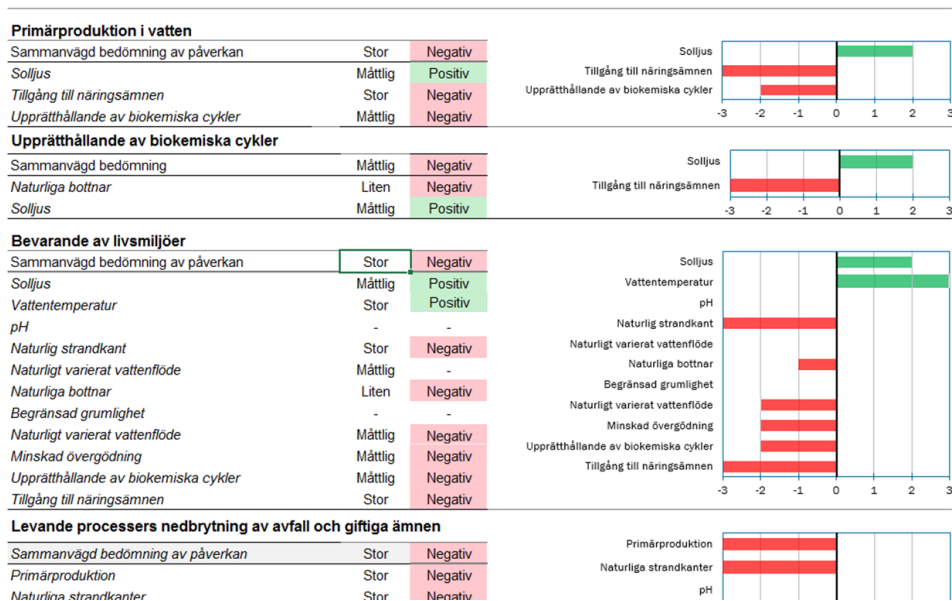 Primärproduktion i vatten
Sammanvägd bedömning av påverkan Stor Negativ
Solljus Måttlig Positiv
Tillgång till näringsämnen Stor Negativ
Upprätthållande av biokemiska cykler Måttlig Negativ
Solljus
Tillgång till näringsämnen
Upprätthållande av biokemiska cykler
-3 -2 -1 0 1 2 3
Upprätthållande av biokemiska cykler
Sammanvägd bedömning Måttlig Negativ
Naturliga bottnar Liten Negativ
Solljus Måttlig Positiv
Solljus
Tillgång till näringsämnen
-3 -2 -1 0 1 2 3
Bevarande av livsmiljöer
Sammanvägd bedömning av påverkan Stor Negativ
Solljus Måttlig Positiv
Vattentemperatur Stor Positiv
pH - -
Naturlig strandkant Stor Negativ
Naturligt varierat vattenflöde Måttlig -
Naturliga bottnar Liten Negativ
Begränsad grumlighet - -
Naturligt varierat vattenflöde Måttlig Negativ
Minskad övergödning Måttlig Negativ
Upprätthållande av biokemiska cykler Måttlig Negativ
Tillgång till näringsämnen Stor Negativ
Solljus
Vattentemperatur
pH
Naturlig strandkant
Naturligt varierat vattenflöde
Naturliga bottnar
Begränsad grumlighet
Naturligt varierat vattenflöde
Minskad övergödning
Upprätthållande av biokemiska cykler
Tillgång till näringsämnen
-3 -2 -1 0 1 2 3
Levande processers nedbrytning av avfall och giftiga ämnen
Sammanvägd bedömning av påverkan Stor Negativ
Primärproduktion Stor Negativ
Naturliga strandkanter Stor Negativ
Primärproduktion
Naturliga strandkanter
pH